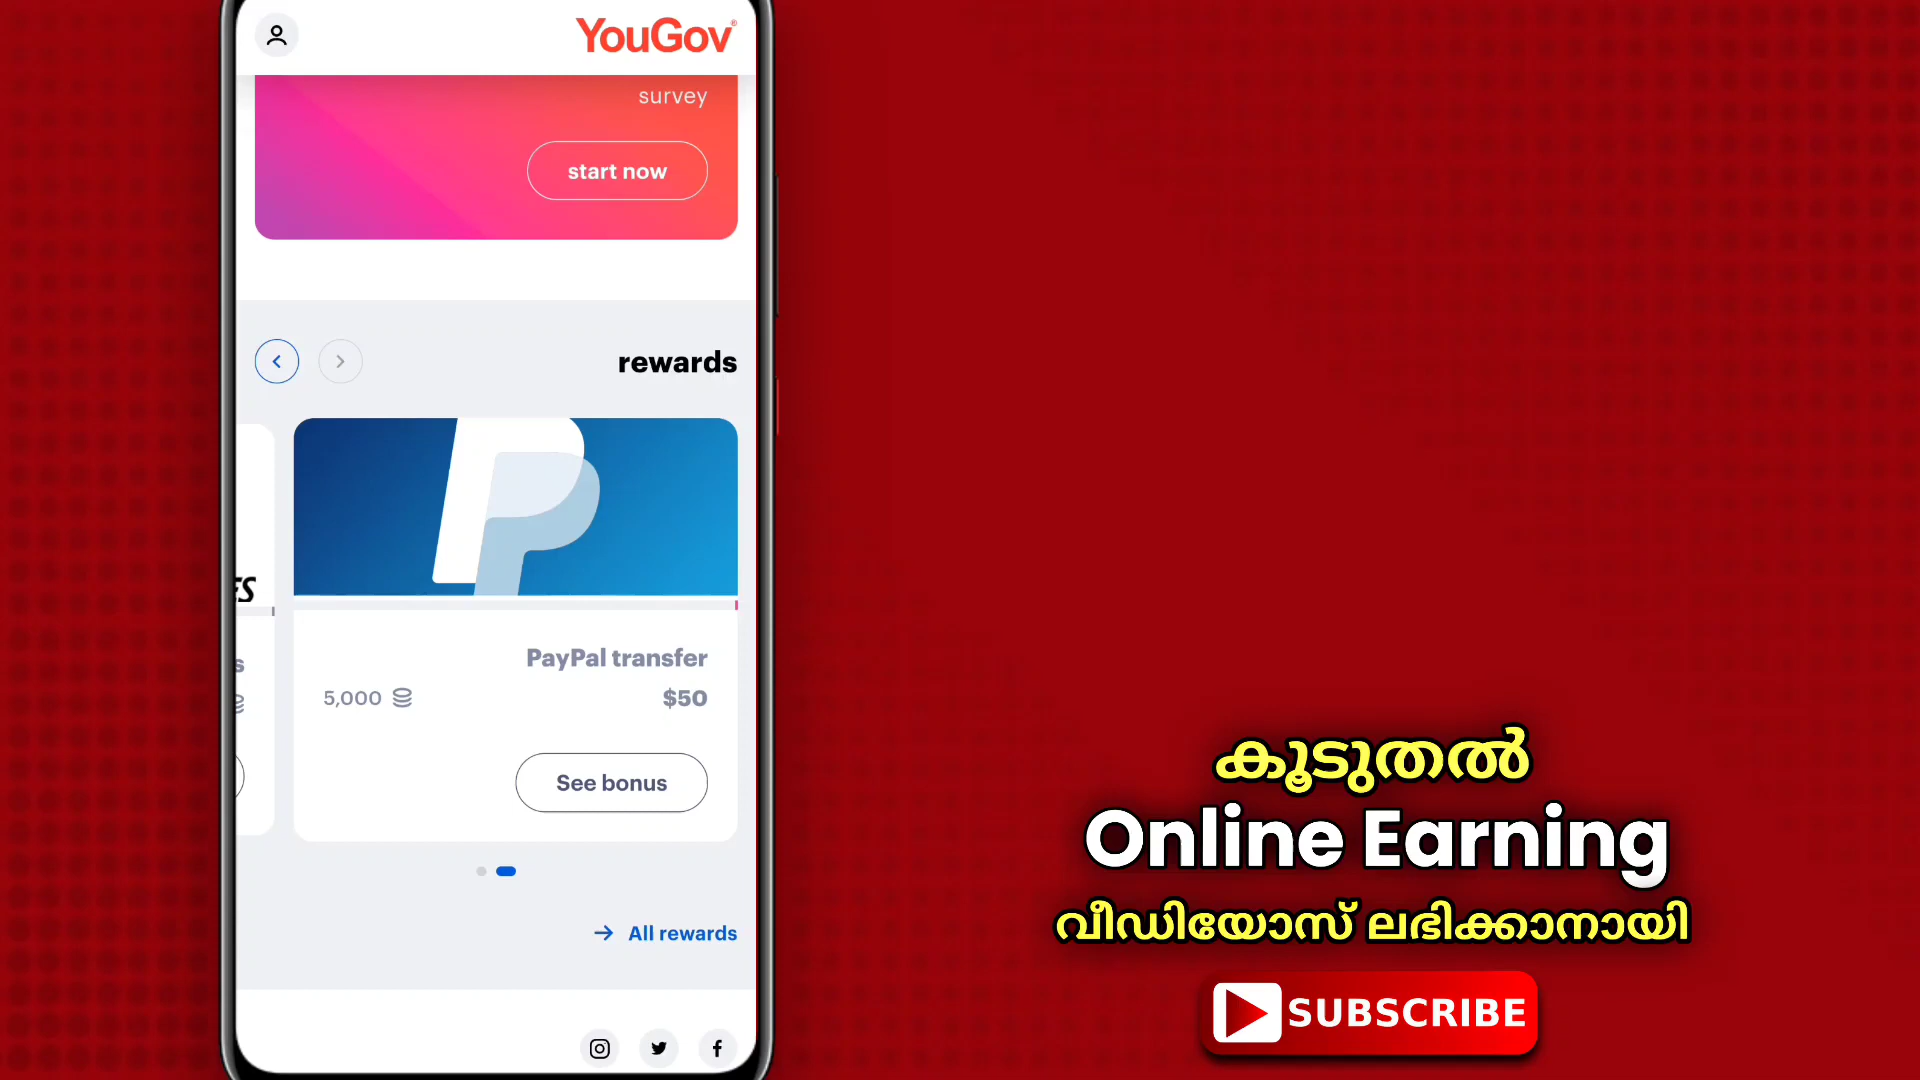 YouGov®
survey
start now
rewards
ES
s
PayPal transfer
5,000
$50
See bonus
All rewards
കൂടുതൽ
Online Earning
വീഡിയോസ് ലഭിക്കാനായി
SUBSCRIBE